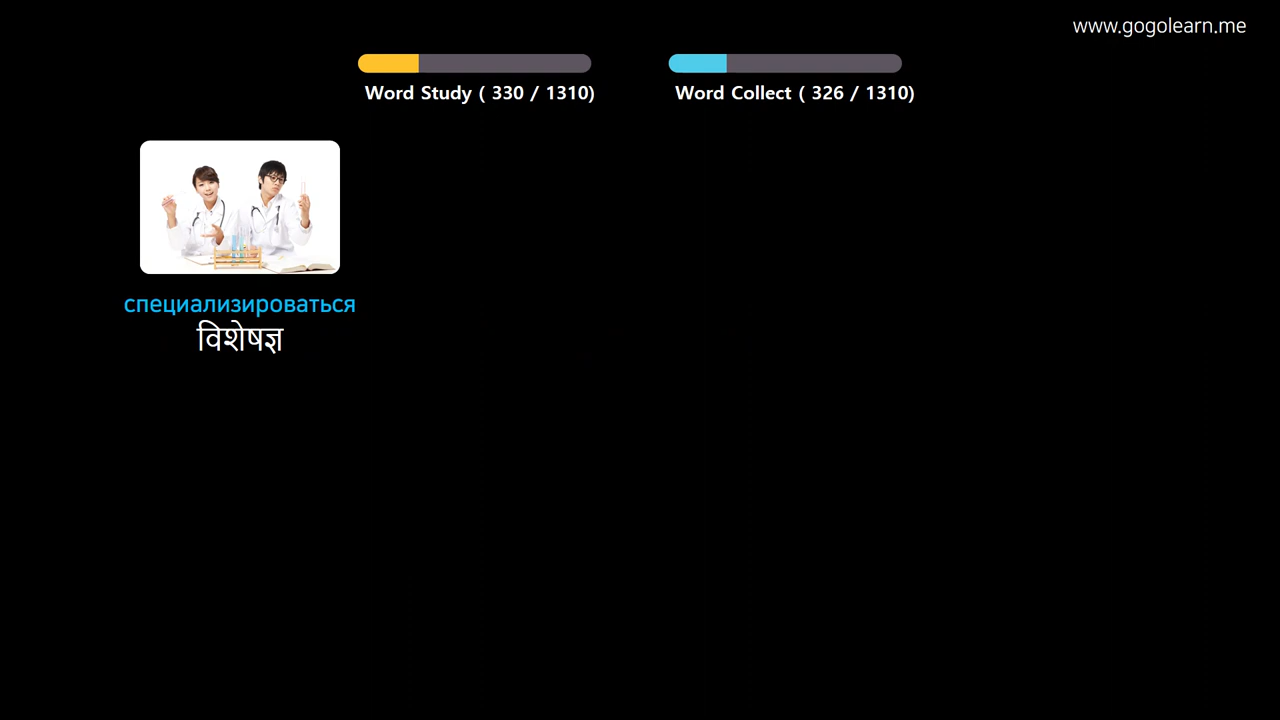 www.gogolearn.me
Word Study ( 330 / 1310)
Word Collect ( 326 / 1310)
специализироваться
विशेषज्ञ